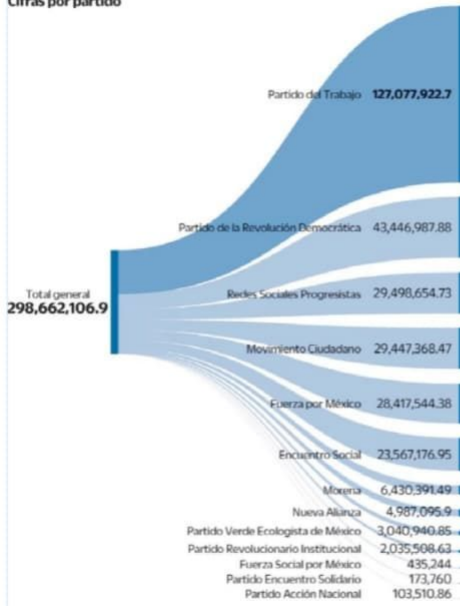 Cifras por partido
Partido del Trabajo 127,077,922.7
Partido de la Revolución Democrática 43,446,987.88
Total general
298,662,106.9
Redes Sociales Progresistas 29,498,654.73
Movimiento Ciudadano 29,447,368.47
Fuerza por México 28,417,544.38
Encuentro Social 23,567,176.95
Morena 6,430,391.49
Nueva Alianza 4,987,095.9
Partido Verde Ecologista de México 3,040,940.85
Partido Revolucionario Institucional 2,035,508.63
Fuerza Social por México 435,244
Partido Encuentro Solidario 173,760
Partido Acción Nacional 103,510.86